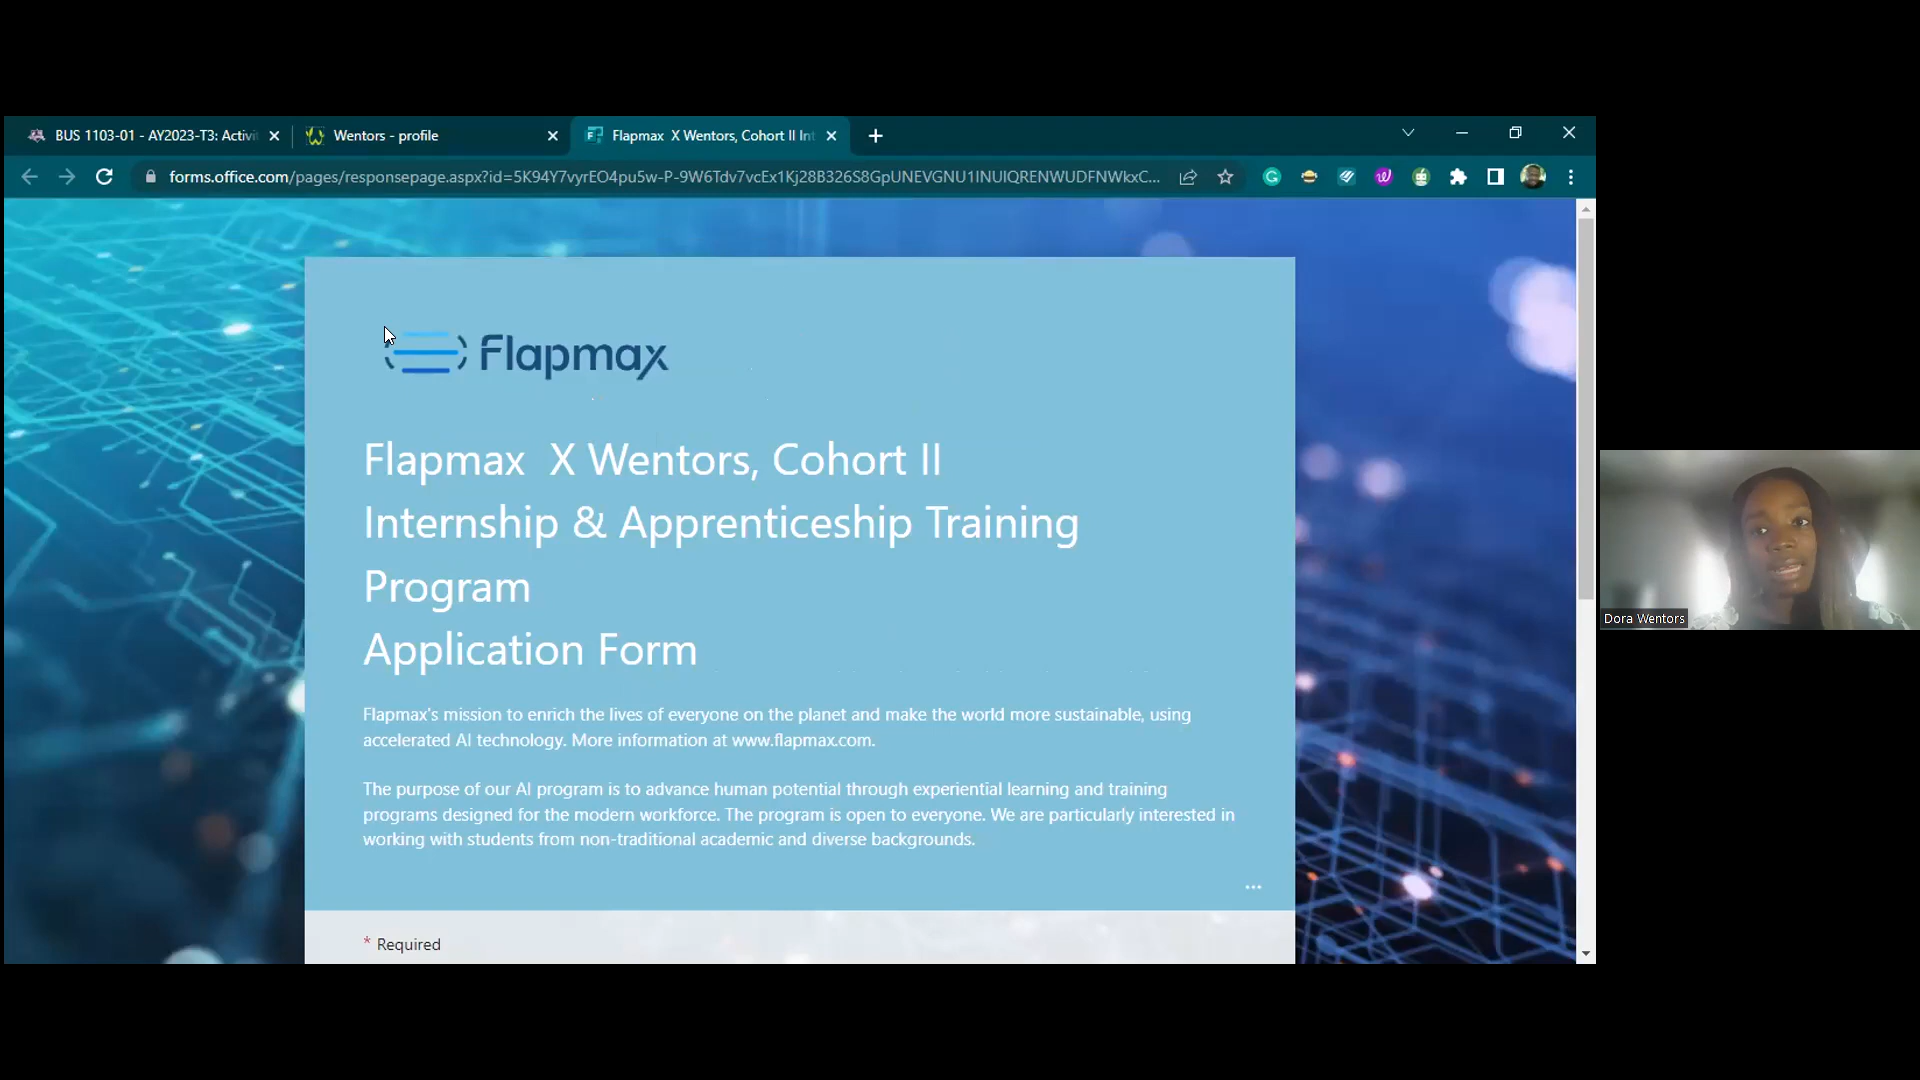 BUS 1103-01 - AY2023-T3: Activi
Wentors - profile
Flapmax X Wentors, Cohort II Int
forms.office.com/pages/responsepage.aspx?id=5K94Y7vyrEO4pu5w-P-9W6Tdv7vcEx1Kj28B326S8GpUNEVGNU1INUlQRENWUDFNWkxC...
Flapmax
Flapmax X Wentors, Cohort II
Internship & Apprenticeship Training
Program
Application Form
Flapmax's mission to enrich the lives of everyone on the planet and make the world more sustainable, using
accelerated AI technology. More information at www.flapmax.com.
The purpose of our AI program is to advance human potential through experiential learning and training
programs designed for the modern workforce. The program is open to everyone. We are particularly interested in
working with students from non-traditional academic and diverse backgrounds.
* Required
Dora Wentors